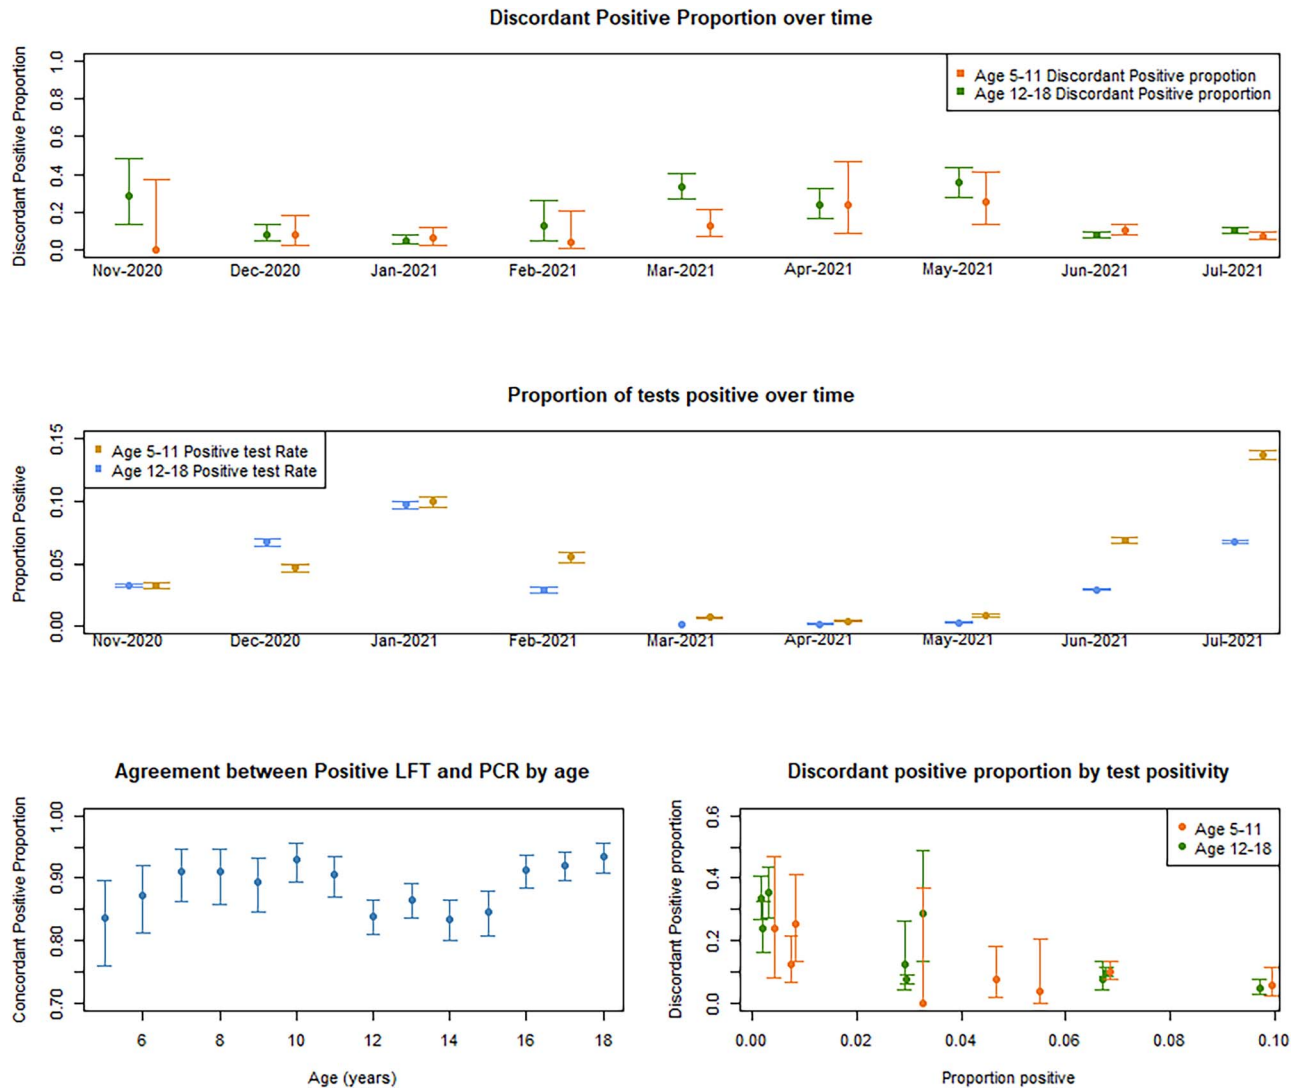 Discordant Positive Proportion over time
Discordant Positive Proportion
1.0
0.8
0.6
0.4
0.2
0.0
Age 5-11 Discordant Positive propotion
Age 12-18 Discordant Positive proportion
Nov-2020 Dec-2020 Jan-2021 Feb-2021 Mar-2021 Apr-2021 May-2021 Jun-2021 Jul-2021
Proportion of tests positive over time
Proportion Positive
0.15
0.10
0.05
0.00
Age 5-11 Positive test Rate
Age 12-18 Positive test Rate
Nov-2020 Dec-2020 Jan-2021 Feb-2021 Mar-2021 Apr-2021 May-2021 Jun-2021 Jul-2021
Agreement between Positive LFT and PCR by age
Concordant Positive Proportion
1.00
0.90
0.80
0.70
6 8 10 12 14 16 18
Age (years)
Discordant positive proportion by test positivity
Discordant Positive proportion
0.6
0.4
0.2
0.0
Age 5-11
Age 12-18
0.00 0.02 0.04 0.06 0.08 0.10
Proportion positive